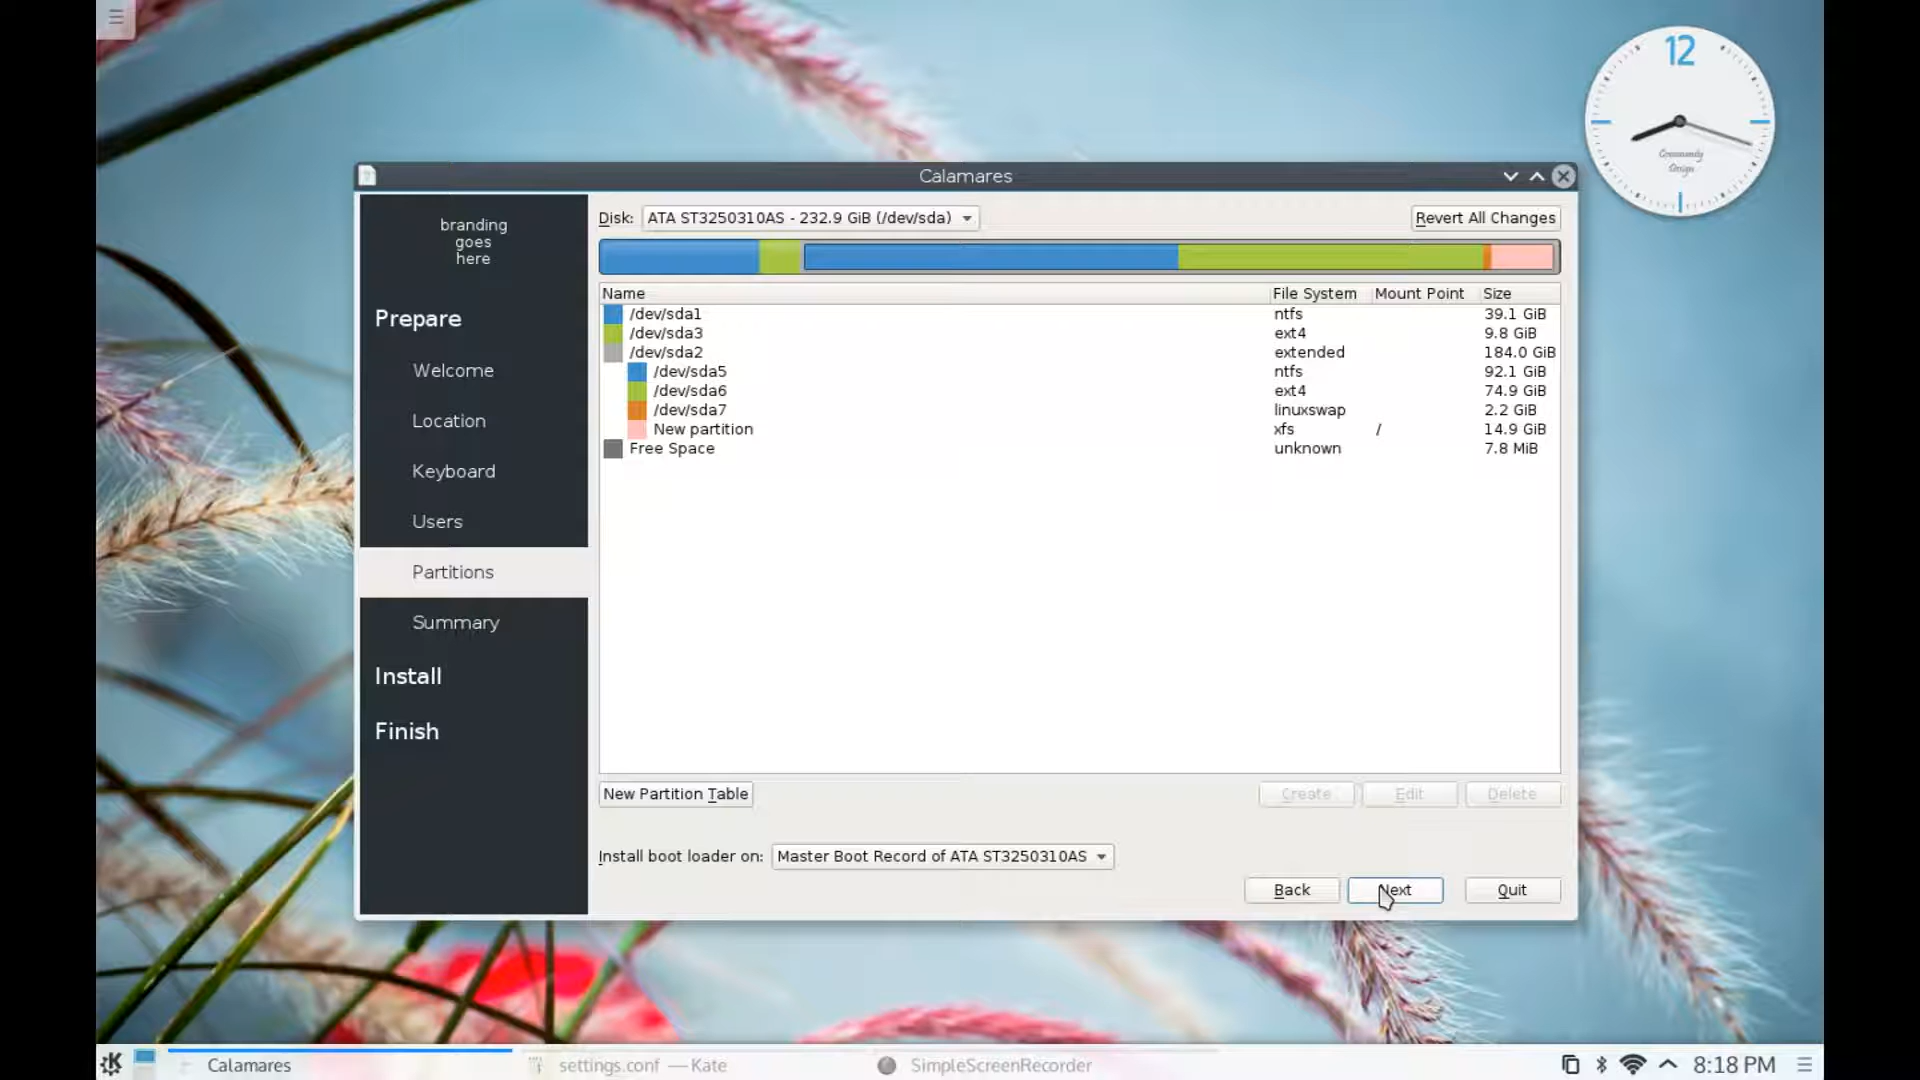 12
Community
Design
Calamares
branding
goes
here
Prepare
Welcome
Location
Keyboard
Users
Partitions
Summary
Install
Finish
Disk: ATA ST3250310AS - 232.9 GiB (/dev/sda)
Revert All Changes
Name File System Mount Point Size
/dev/sda1 ntfs 39.1 GiB
/dev/sda3 ext4 9.8 GiB
/dev/sda2 extended 184.0 GiB
/dev/sda5 ntfs 92.1 GiB
/dev/sda6 ext4 74.9 GiB
/dev/sda7 linuxswap 2.2 GiB
New partition xfs / 14.9 GiB
Free Space unknown 7.8 MiB
New Partition Table Create Edit Delete
Install boot loader on: Master Boot Record of ATA ST3250310AS
Back Next Quit
Calamares settings.conf — Kate SimpleScreenRecorder 8:18 PM